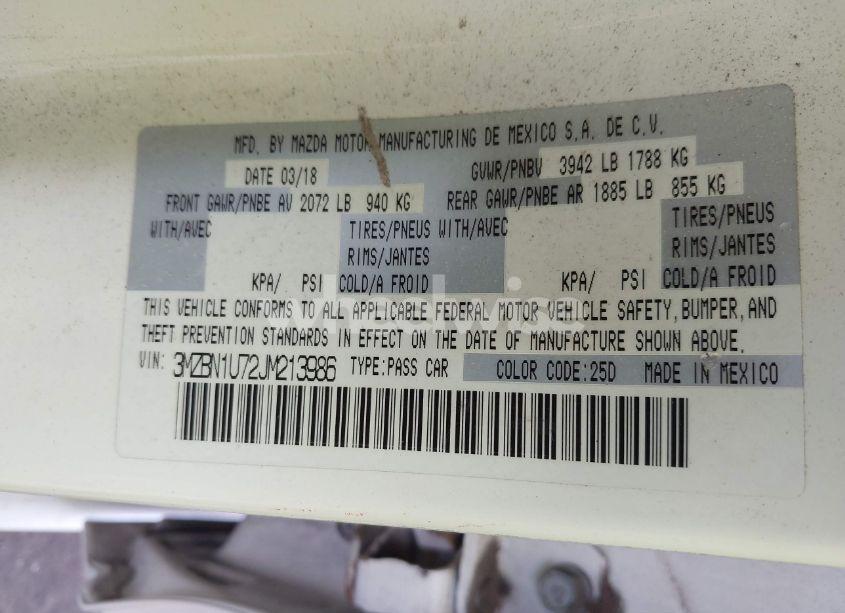 MFD. BY MAZDA MOTOR MANUFACTURING DE MEXICO S.A. DE C.V.
DATE 03/18 GVWR/PNBV 3942 LB 1788 KG
FRONT GAWR/PNBE AV 2072 LB 940 KG REAR GAWR/PNBE AR 1885 LB 855 KG
WITH/AVEC TIRES/PNEUS WITH/AVEC TIRES/PNEUS
RIMS/JANTES RIMS/JANTES
KPA/ PSI COLD/A FROID KPA/ PSI COLD/A FROID
THIS VEHICLE CONFORMS TO ALL APPLICABLE FEDERAL MOTOR VEHICLE SAFETY, BUMPER, AND
THEFT PREVENTION STANDARDS IN EFFECT ON THE DATE OF MANUFACTURE SHOWN ABOVE.
VIN: 3MZBN1U72JM213986 TYPE:PASS CAR COLOR CODE:25D MADE IN MEXICO